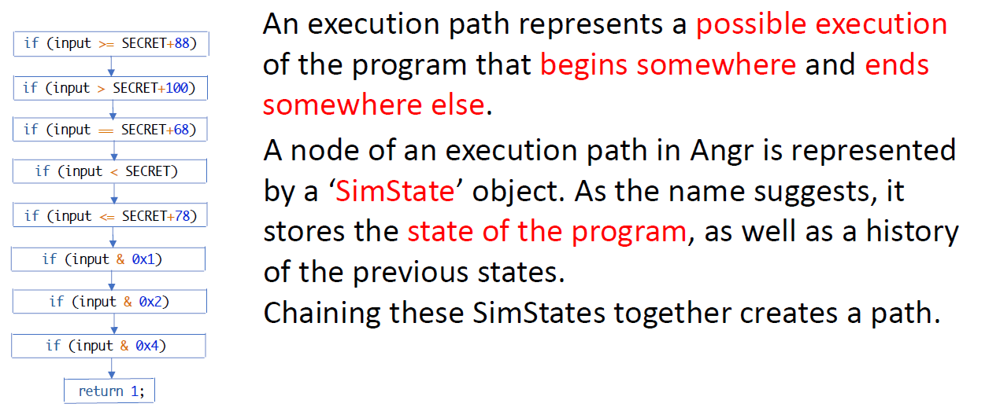 if (input >= SECRET+88)
if (input > SECRET+100)
if (input == SECRET+68)
if (input < SECRET)
if (input <= SECRET+78)
if (input & 0x1)
if (input & 0x2)
if (input & 0x4)
return 1;
An execution path represents a possible execution
of the program that begins somewhere and ends
somewhere else.
A node of an execution path in Angr is represented
by a ‘SimState’ object. As the name suggests, it
stores the state of the program, as well as a history
of the previous states.
Chaining these SimStates together creates a path.